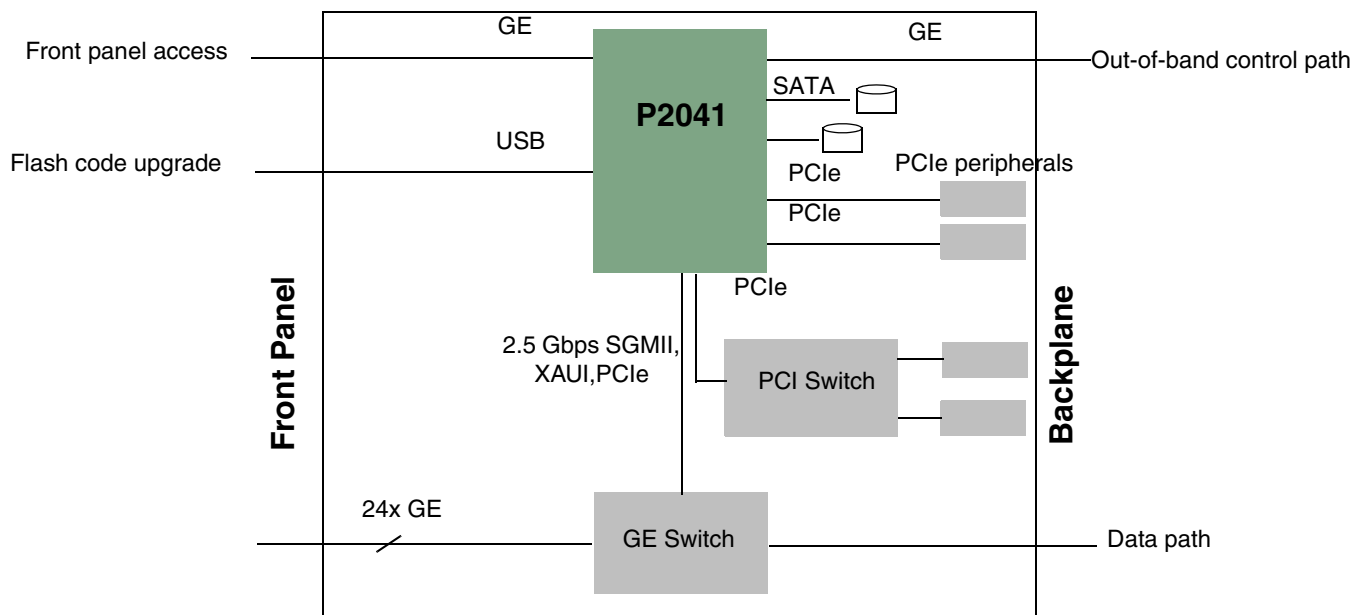 GE
GE
Front panel access
Out-of-band control path
SATA
P2041
USB
Flash code upgrade
PCIe
PCIe peripherals
PCIe
PCIe
Front Panel
Backplane
2.5 Gbps SGMII,
XAUI,PCIe
PCI Switch
24x GE
GE Switch
Data path